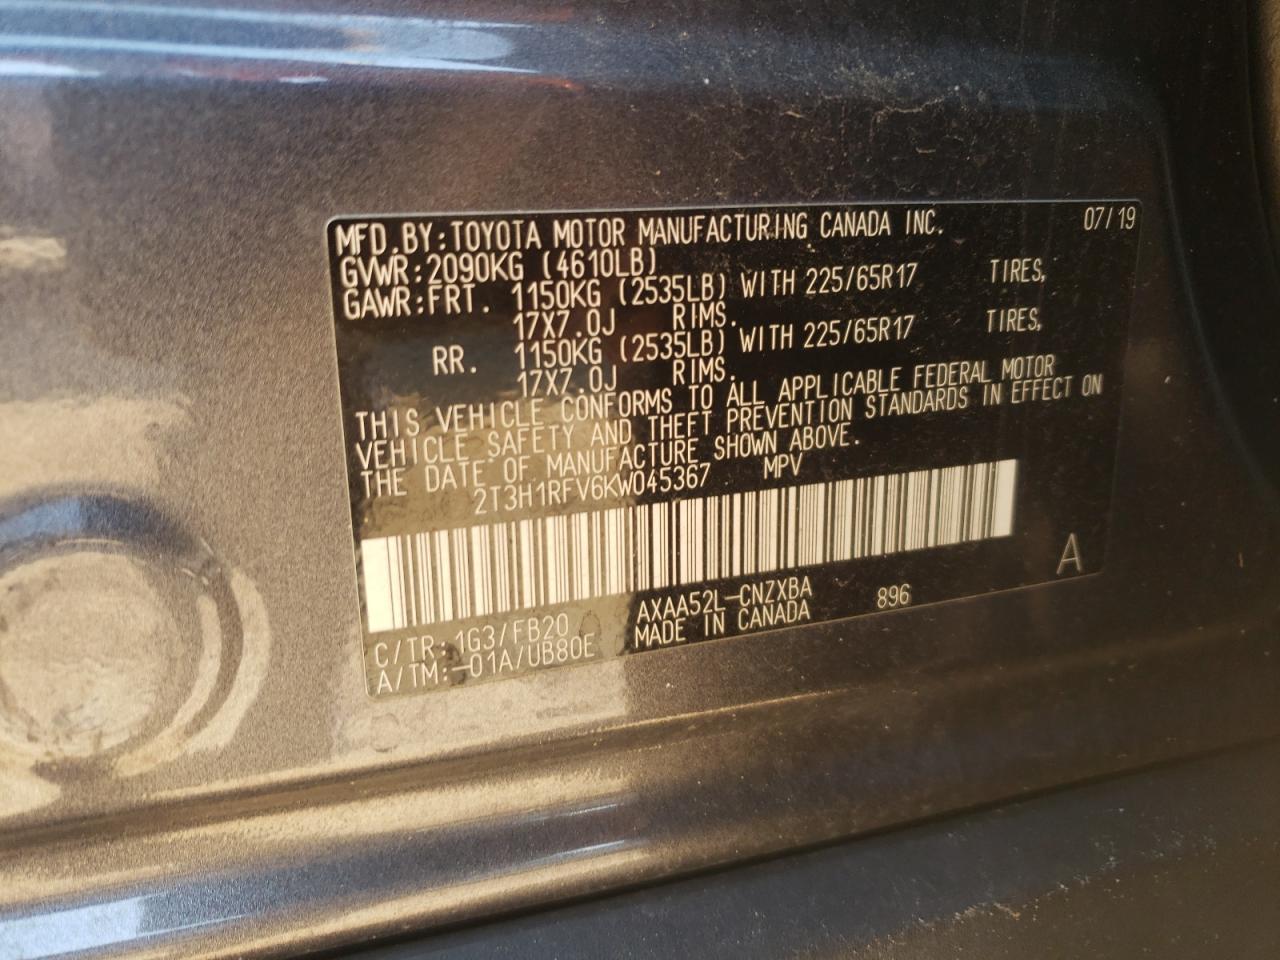 MFD.BY:TOYOTA MOTOR MANUFACTURING CANADA INC. 07/19
GVWR:2090KG (4610LB)
GAWR:FRT. 1150KG (2535LB) WITH 225/65R17 TIRES,
17X7.0J RIMS.
RR. 1150KG (2535LB) WITH 225/65R17 TIRES,
17X7.0J RIMS.
THIS VEHICLE CONFORMS TO ALL APPLICABLE FEDERAL MOTOR
VEHICLE SAFETY AND THEFT PREVENTION STANDARDS IN EFFECT ON
THE DATE OF MANUFACTURE SHOWN ABOVE.
2T3H1RFV6KW045367 MPV
A
C/TR:1G3/FB20 AXAA52L-CNZXBA 896
A/TM:-01A/UB80E MADE IN CANADA